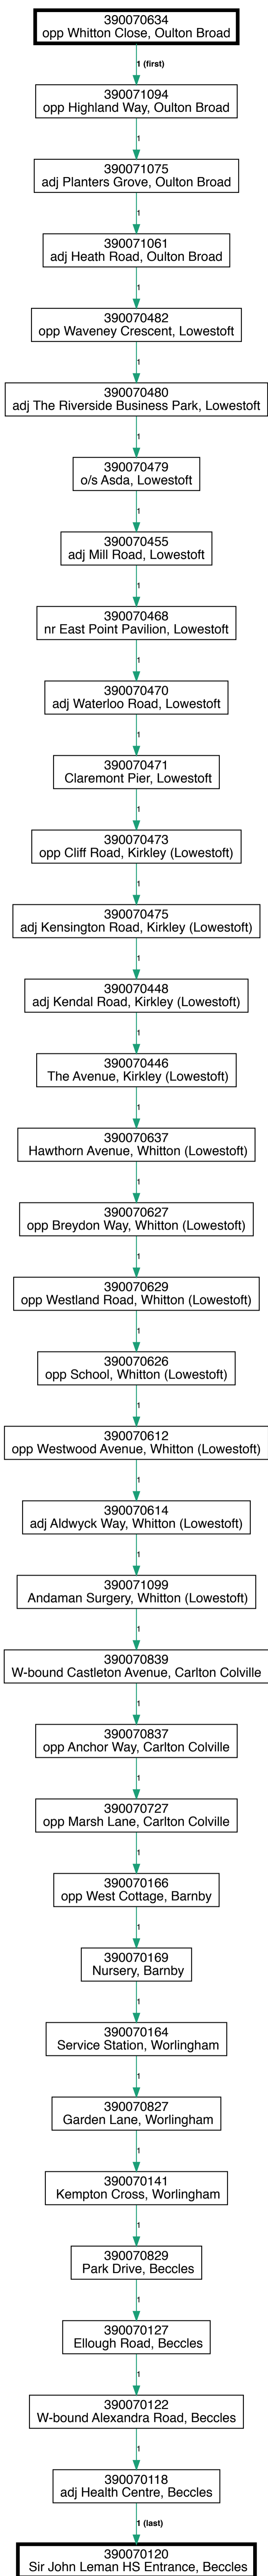 390070634
opp Whitton Close, Oulton Broad
1 (first)
390071094
opp Highland Way, Oulton Broad
1
390071075
adj Planters Grove, Oulton Broad
1
390071061
adj Heath Road, Oulton Broad
1
390070482
opp Waveney Crescent, Lowestoft
1
390070480
adj The Riverside Business Park, Lowestoft
1
390070479
o/s Asda, Lowestoft
1
390070455
adj Mill Road, Lowestoft
1
390070468
nr East Point Pavilion, Lowestoft
1
390070470
adj Waterloo Road, Lowestoft
1
390070471
Claremont Pier, Lowestoft
1
390070473
opp Cliff Road, Kirkley (Lowestoft)
1
390070475
adj Kensington Road, Kirkley (Lowestoft)
1
390070448
adj Kendal Road, Kirkley (Lowestoft)
1
390070446
The Avenue, Kirkley (Lowestoft)
1
390070637
Hawthorn Avenue, Whitton (Lowestoft)
1
390070627
opp Breydon Way, Whitton (Lowestoft)
1
390070629
opp Westland Road, Whitton (Lowestoft)
1
390070626
opp School, Whitton (Lowestoft)
1
390070612
opp Westwood Avenue, Whitton (Lowestoft)
1
390070614
adj Aldwyck Way, Whitton (Lowestoft)
1
390071099
Andaman Surgery, Whitton (Lowestoft)
1
390070839
W-bound Castleton Avenue, Carlton Colville
1
390070837
opp Anchor Way, Carlton Colville
1
390070727
opp Marsh Lane, Carlton Colville
1
390070166
opp West Cottage, Barnby
1
390070169
Nursery, Barnby
1
390070164
Service Station, Worlingham
1
390070827
Garden Lane, Worlingham
1
390070141
Kempton Cross, Worlingham
1
390070829
Park Drive, Beccles
1
390070127
Ellough Road, Beccles
1
390070122
W-bound Alexandra Road, Beccles
1
390070118
adj Health Centre, Beccles
1 (last)
390070120
Sir John Leman HS Entrance, Beccles